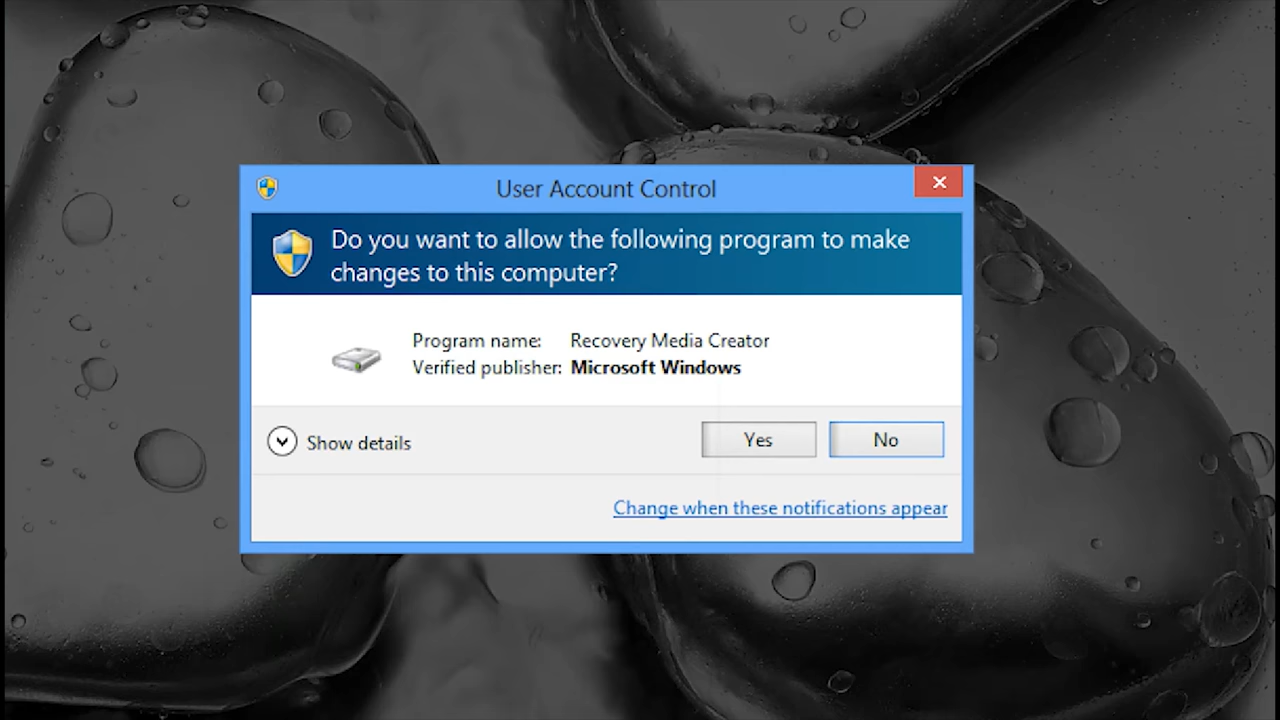 User Account Control
Do you want to allow the following program to make
changes to this computer?
Program name: Recovery Media Creator
Verified publisher: Microsoft Windows
Show details
Yes
No
Change when these notifications appear